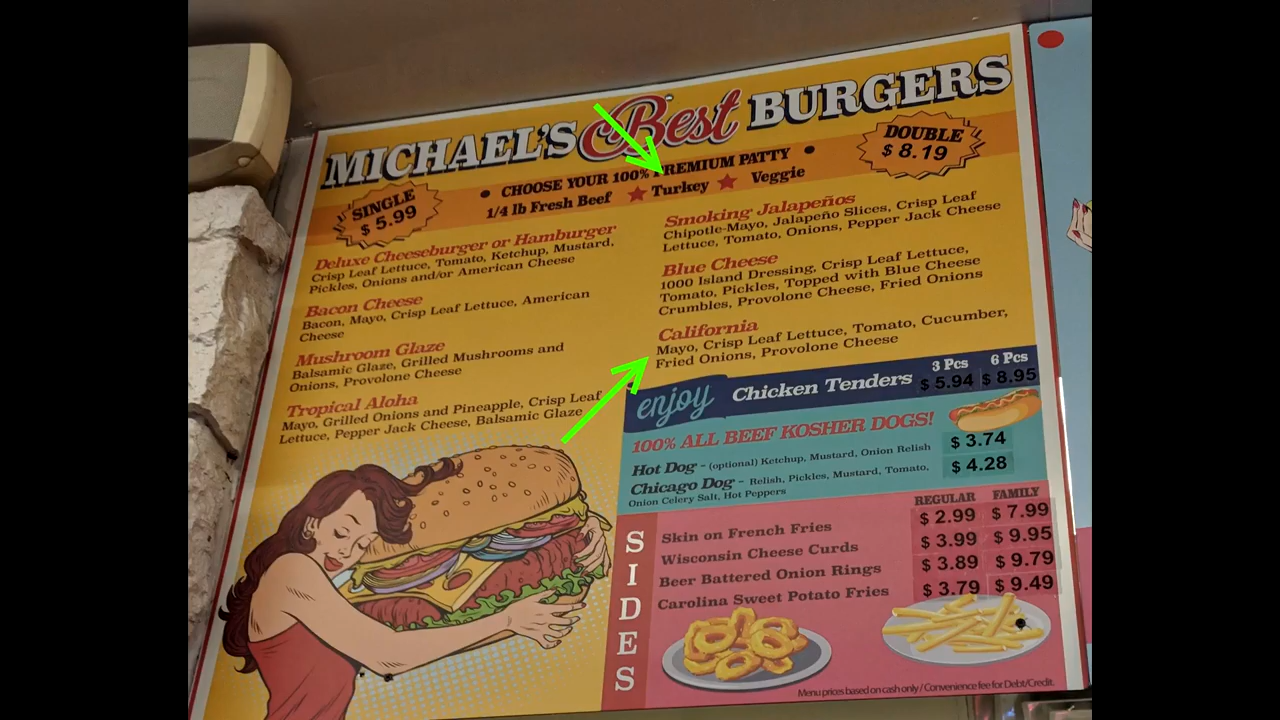 MICHAEL'S Best BURGERS
SINGLE
$ 5.99
• CHOOSE YOUR 100% PREMIUM PATTY •
1/4 lb Fresh Beef ★ Turkey ★ Veggie
DOUBLE
$ 8.19
Deluxe Cheeseburger or Hamburger
Crisp Leaf Lettuce, Tomato, Ketchup, Mustard,
Pickles, Onions and/or American Cheese
Bacon Cheese
Bacon, Mayo, Crisp Leaf Lettuce, American
Cheese
Mushroom Glaze
Balsamic Glaze, Grilled Mushrooms and
Onions, Provolone Cheese
Tropical Aloha
Mayo, Grilled Onions and Pineapple, Crisp Leaf
Lettuce, Pepper Jack Cheese, Balsamic Glaze
Smoking Jalapeños
Chipotle-Mayo, Jalapeño Slices, Crisp Leaf
Lettuce, Tomato, Onions, Pepper Jack Cheese
Blue Cheese
1000 Island Dressing, Crisp Leaf Lettuce,
Tomato, Pickles, Topped with Blue Cheese
Crumbles, Provolone Cheese, Fried Onions
California
Mayo, Crisp Leaf Lettuce, Tomato, Cucumber,
Fried Onions, Provolone Cheese
3 Pcs 6 Pcs
enjoy Chicken Tenders $ 5.94 $ 8.95
100% ALL BEEF KOSHER DOGS!
Hot Dog - (optional) Ketchup, Mustard, Onion Relish $ 3.74
Chicago Dog - Relish, Pickles, Mustard, Tomato, $ 4.28
Onion Celery Salt, Hot Peppers
SIDES
REGULAR FAMILY
Skin on French Fries $ 2.99 $ 7.99
Wisconsin Cheese Curds $ 3.99 $ 9.95
Beer Battered Onion Rings $ 3.89 $ 9.79
Carolina Sweet Potato Fries $ 3.79 $ 9.49
Menu prices based on cash only / Convenience fee for Debt/Credit.